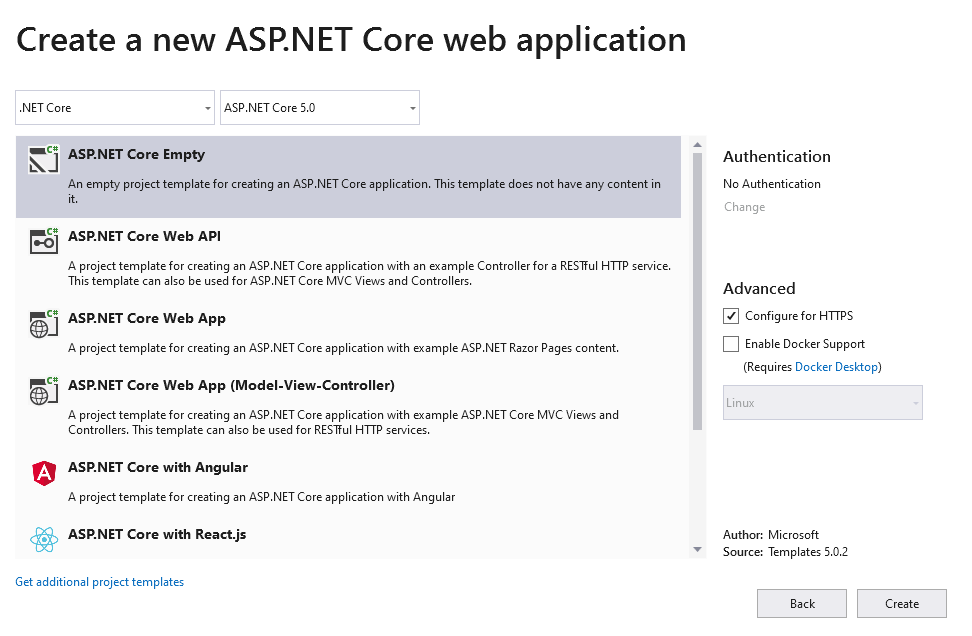 Create a new ASP.NET Core web application
.NET Core
ASP.NET Core 5.0
C#
ASP.NET Core Empty
An empty project template for creating an ASP.NET Core application. This template does not have any content in
it.
C#
ASP.NET Core Web API
A project template for creating an ASP.NET Core application with an example Controller for a RESTful HTTP service.
This template can also be used for ASP.NET Core MVC Views and Controllers.
C#
ASP.NET Core Web App
A project template for creating an ASP.NET Core application with example ASP.NET Razor Pages content.
C#
ASP.NET Core Web App (Model-View-Controller)
A project template for creating an ASP.NET Core application with example ASP.NET Core MVC Views and
Controllers. This template can also be used for RESTful HTTP services.
A
ASP.NET Core with Angular
A project template for creating an ASP.NET Core application with Angular
ASP.NET Core with React.js
Get additional project templates
Authentication
No Authentication
Change
Advanced
Configure for HTTPS
Enable Docker Support
(Requires Docker Desktop)
Linux
Author: Microsoft
Source: Templates 5.0.2
Back
Create